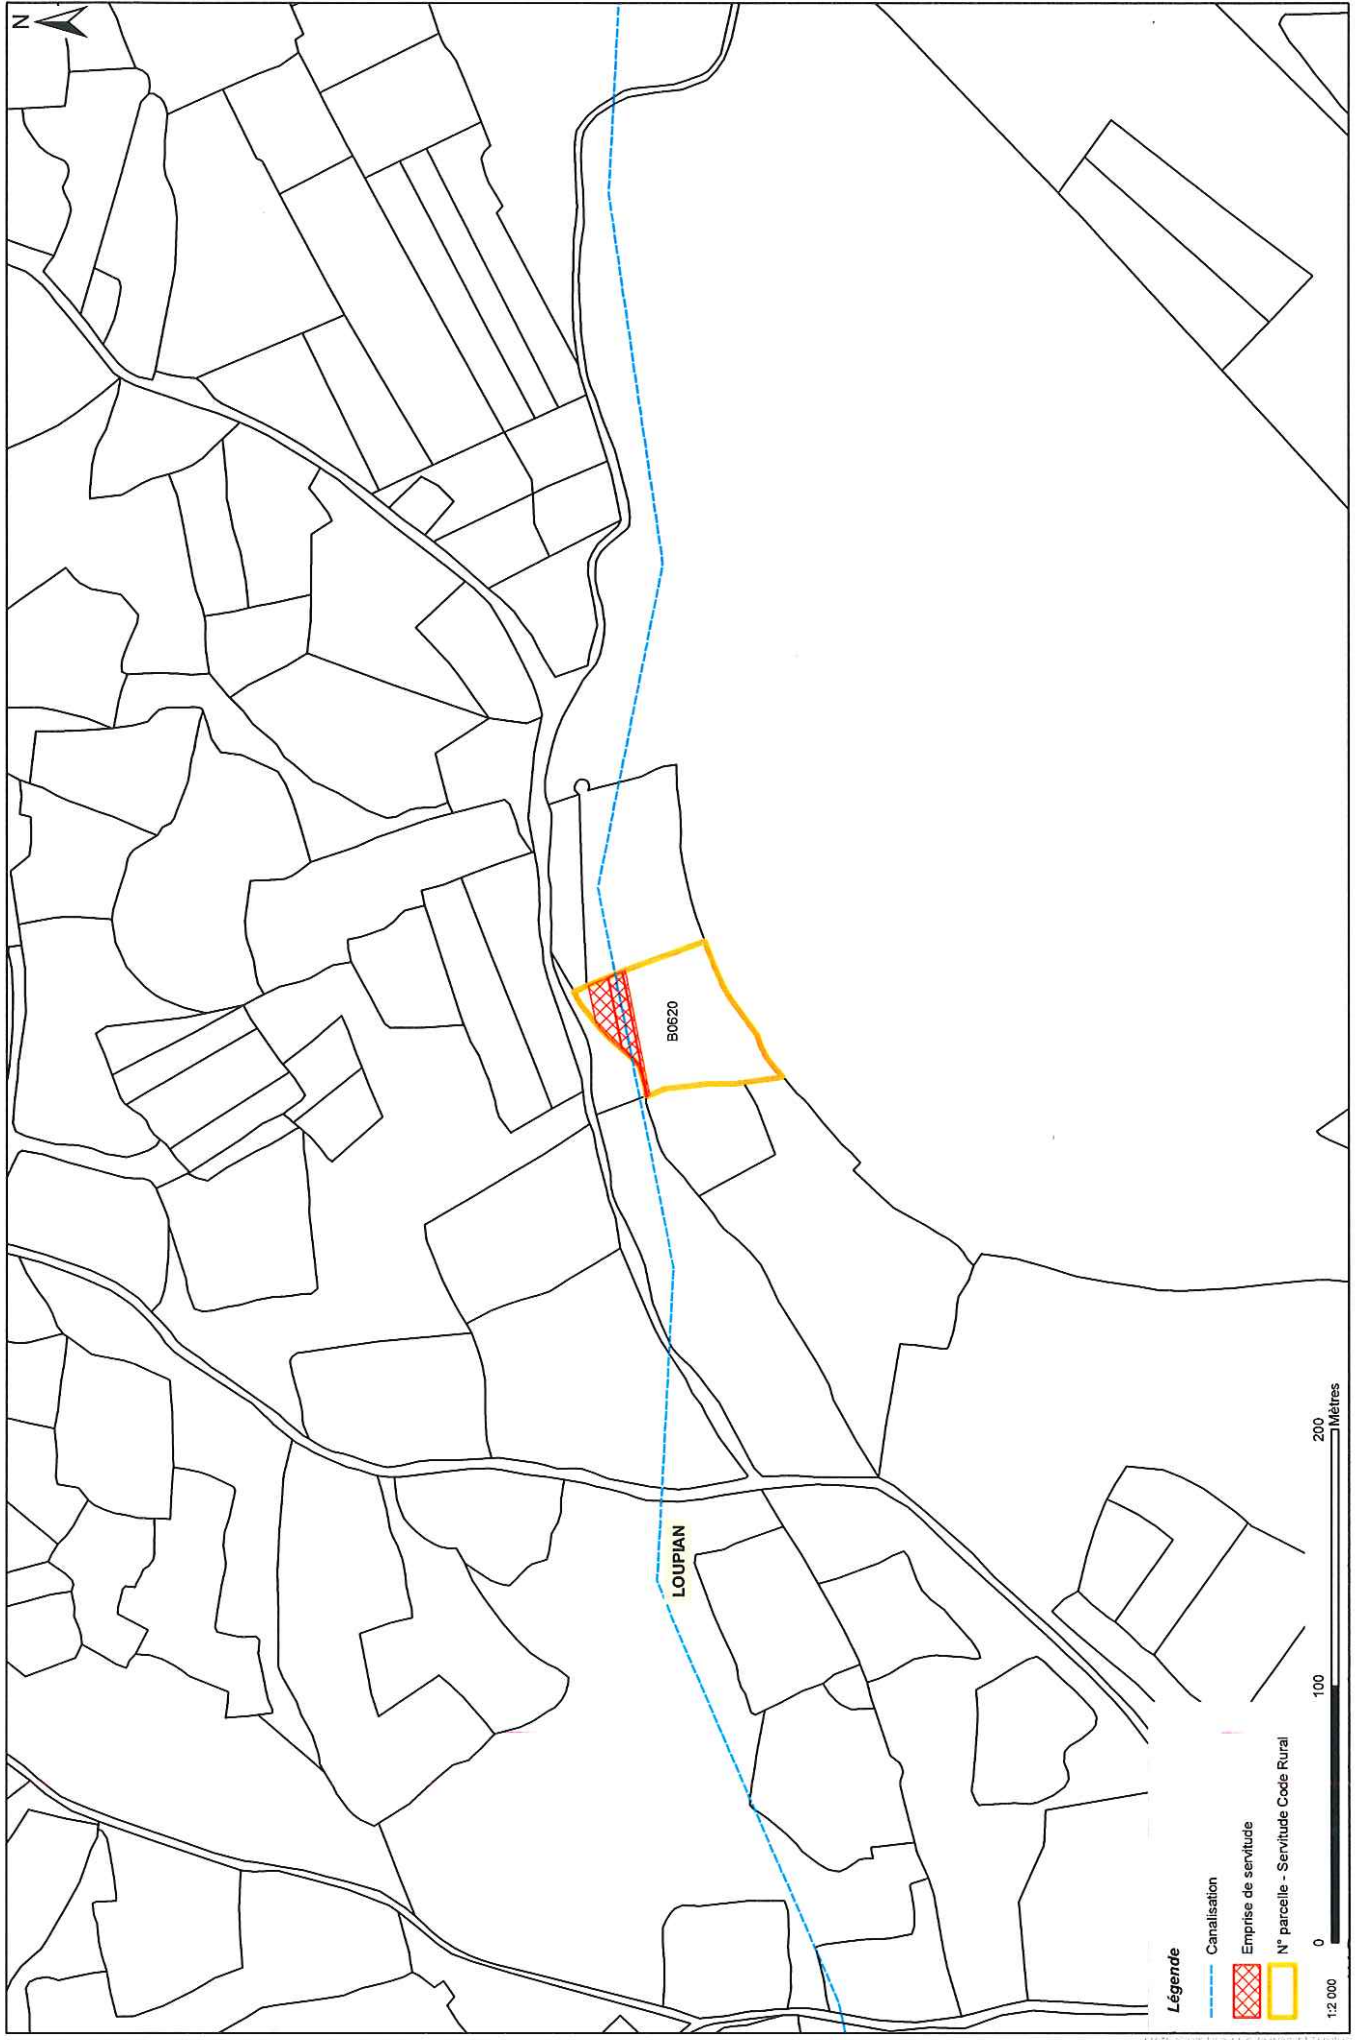 N
B0620
LOUPIAN
Légende
Canalisation
Emprise de servitude
N° parcelle - Servitude Code Rural
1:2 000
0 100 200
Mètres